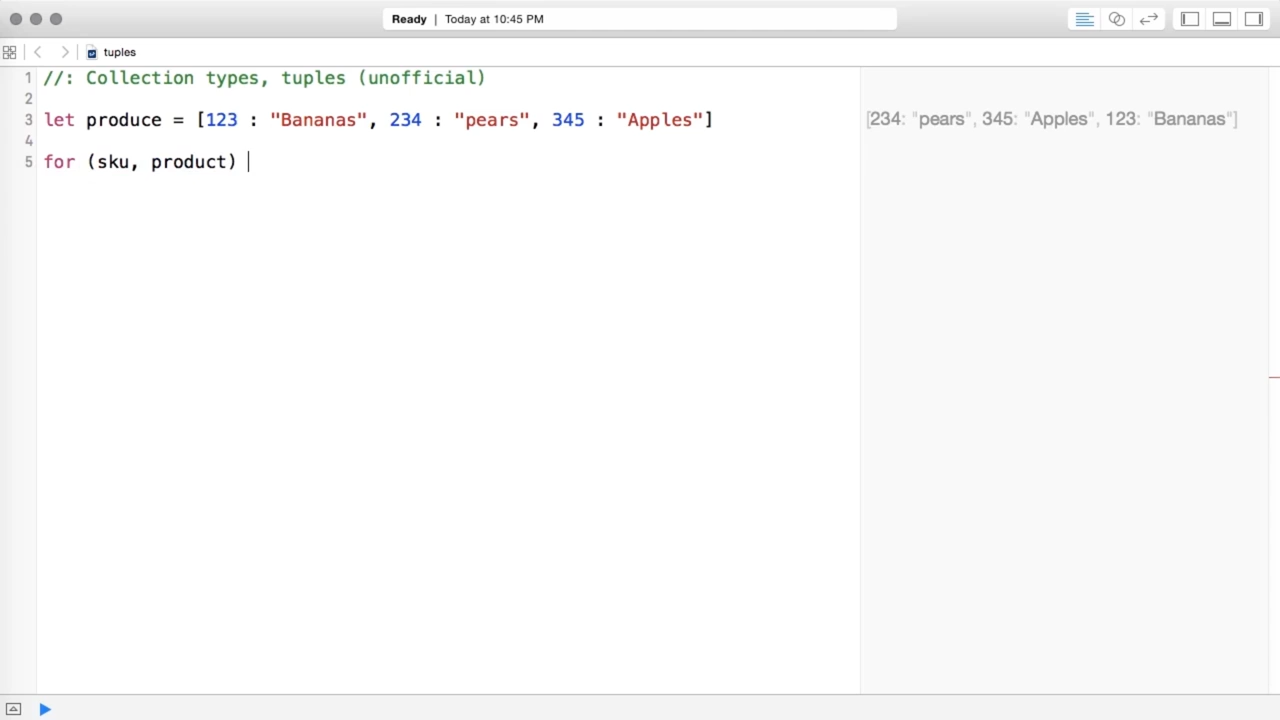 Ready | Today at 10:45 PM
tuples
1 //: Collection types, tuples (unofficial)
2
3 let produce = [123 : "Bananas", 234 : "pears", 345 : "Apples"] [234: "pears", 345: "Apples", 123: "Bananas"]
4
5 for (sku, product)